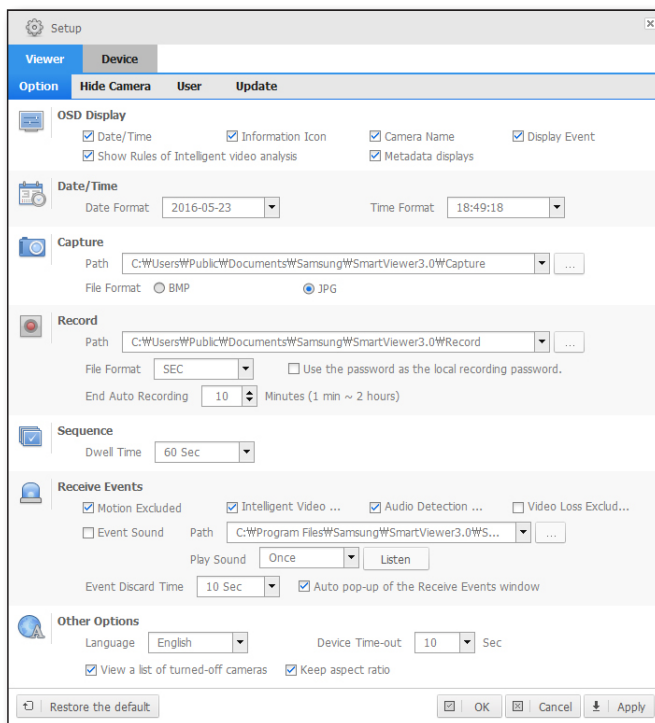 Setup
Viewer Device
Option Hide Camera User Update
OSD Display
Date/Time Information Icon Camera Name Display Event
Show Rules of Intelligent video analysis Metadata displays
Date/Time
Date Format 2016-05-23 Time Format 18:49:18
Capture
Path C:₩Users₩Public₩Documents₩Samsung₩SmartViewer3.0₩Capture ...
File Format BMP JPG
Record
Path C:₩Users₩Public₩Documents₩Samsung₩SmartViewer3.0₩Record ...
File Format SEC Use the password as the local recording password.
End Auto Recording 10 Minutes (1 min ~ 2 hours)
Sequence
Dwell Time 60 Sec
Receive Events
Motion Excluded Intelligent Video ... Audio Detection ... Video Loss Exclud...
Event Sound Path C:₩Program Files₩Samsung₩SmartViewer3.0₩S... ...
Play Sound Once Listen
Event Discard Time 10 Sec Auto pop-up of the Receive Events window
Other Options
Language English Device Time-out 10 Sec
View a list of turned-off cameras Keep aspect ratio
Restore the default OK Cancel Apply